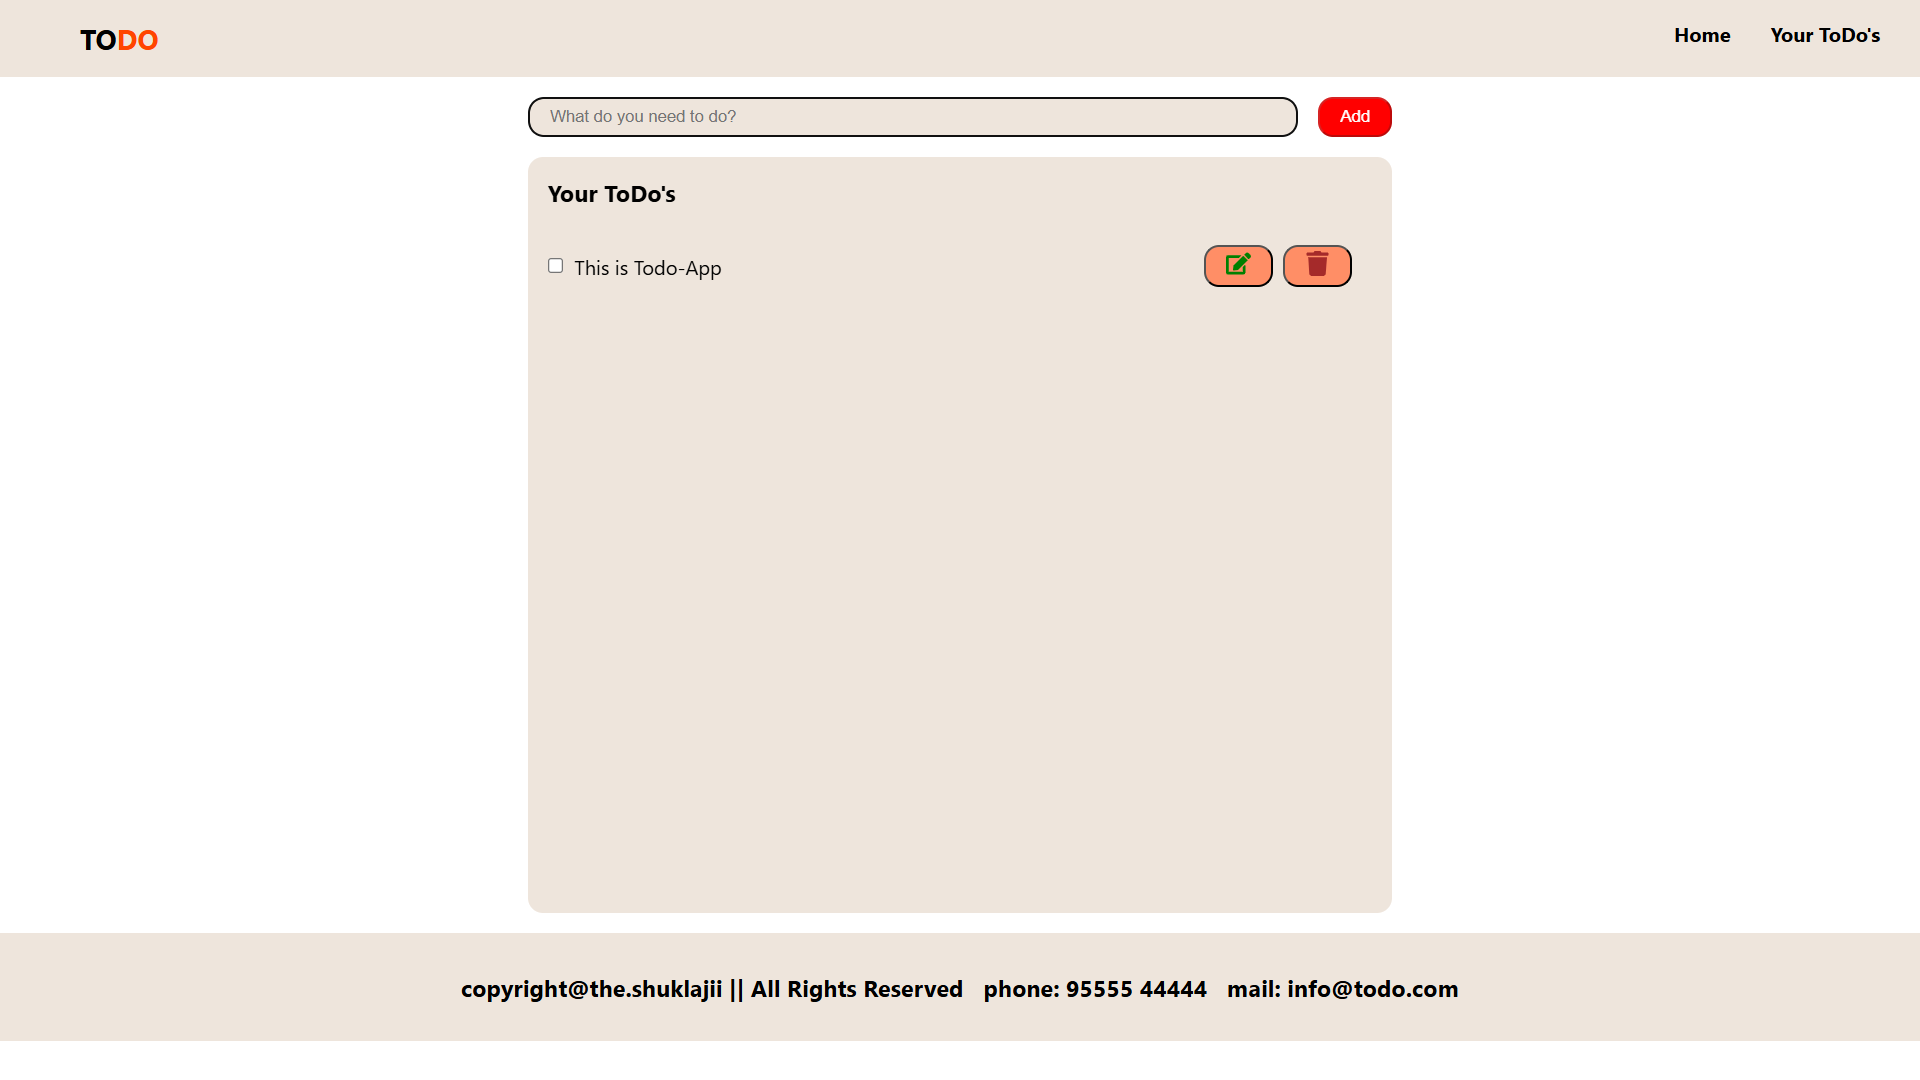 TODO
Home Your ToDo's
What do you need to do?
Add
Your ToDo's
This is Todo-App
copyright@the.shuklajii || All Rights Reserved phone: 95555 44444 mail: info@todo.com